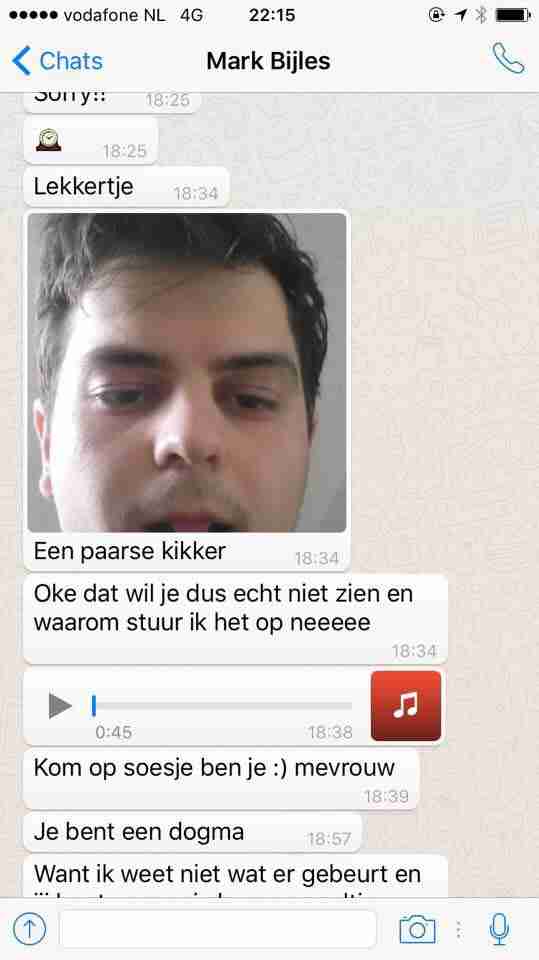 vodafone NL 4G 22:15
Chats Mark Bijles
Sorry!! 18:25
18:25
Lekkertje 18:34
Een paarse kikker 18:34
Oke dat wil je dus echt niet zien en
waarom stuur ik het op neeeee
18:34
0:45 18:38
Kom op soesje ben je :) mevrouw
18:39
Je bent een dogma 18:57
Want ik weet niet wat er gebeurt en